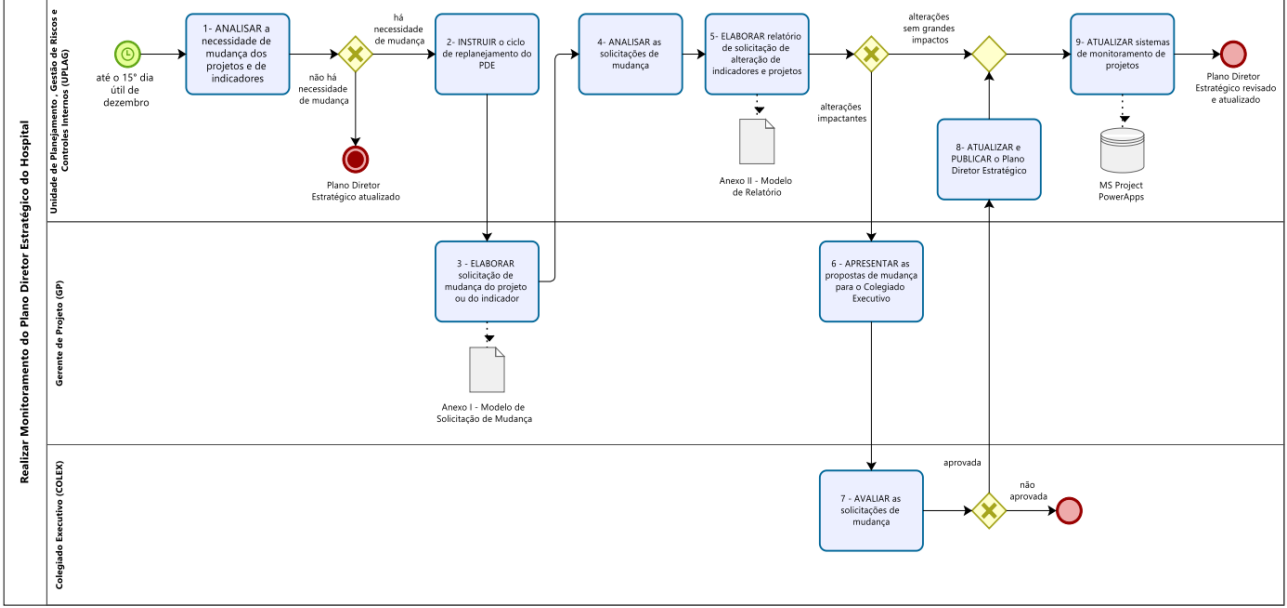 Realizar Monitoramento do Plano Diretor Estratégico do Hospital
Unidade de Planejamento , Gestão de Riscos e
Controles Internos (UPLAG)
até o 15° dia
útil de
dezembro
1- ANALISAR a
necessidade de
mudança dos
projetos e de
indicadores
há
necessidade
de mudança
não há
necessidade
de mudança
Plano Diretor
Estratégico atualizado
2- INSTRUIR o ciclo
de replanejamento do
PDE
4- ANALISAR as
solicitações de
mudança
5- ELABORAR relatório
de solicitação de
alteração de
indicadores e projetos
Anexo II - Modelo
de Relatório
alterações
sem grandes
impactos
alterações
impactantes
8- ATUALIZAR e
PUBLICAR o Plano
Diretor Estratégico
9- ATUALIZAR sistemas
de monitoramento de
projetos
MS Project
PowerApps
Plano Diretor
Estratégico revisado
e atualizado
Gerente de Projeto (GP)
3 - ELABORAR
solicitação de
mudança do projeto
ou do indicador
Anexo I - Modelo de
Solicitação de Mudança
6 - APRESENTAR as
propostas de mudança
para o Colegiado
Executivo
Colegiado Executivo (COLEX)
7 - AVALIAR as
solicitações de
mudança
aprovada
não
aprovada